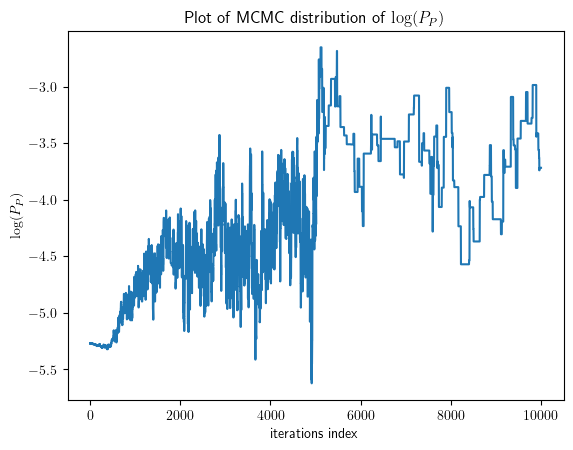 Plot of MCMC distribution of log(P_P)
log(P_P)
−3.0
−3.5
−4.0
−4.5
−5.0
−5.5
0 2000 4000 6000 8000 10000
iterations index